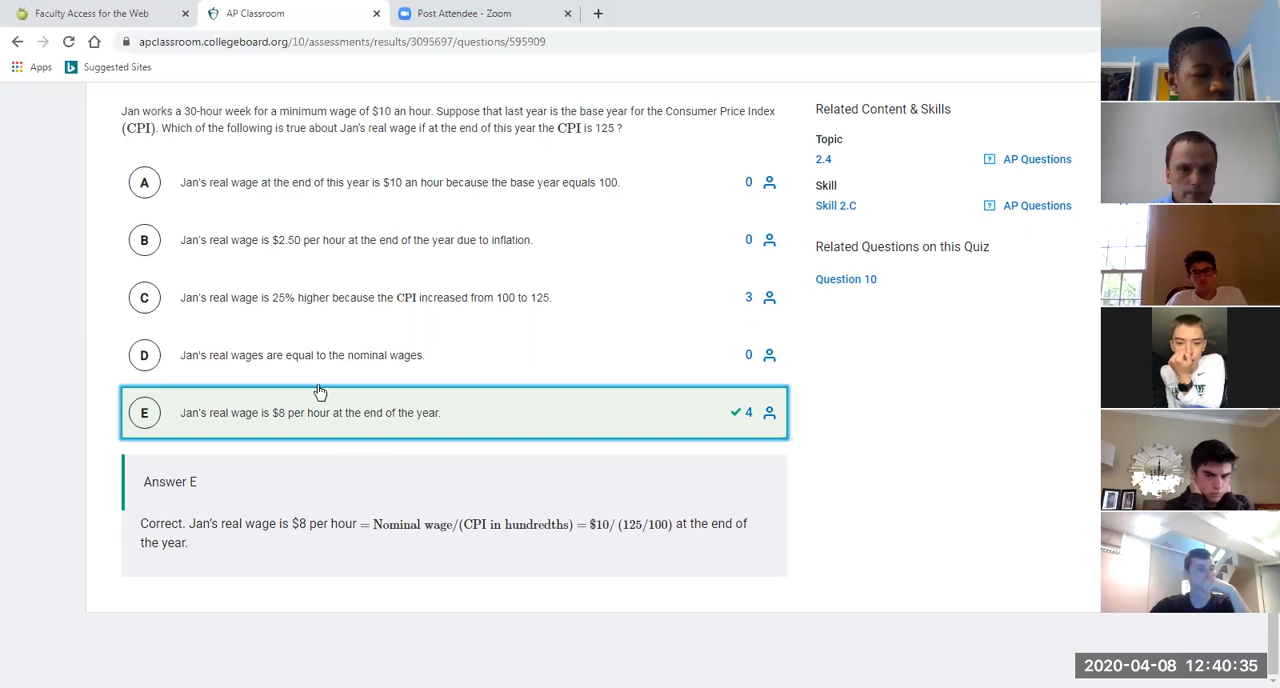 Faculty Access for the Web
AP Classroom
Post Attendee - Zoom
apclassroom.collegeboard.org/10/assessments/results/3095697/questions/595909
Apps
Suggested Sites
Jan works a 30-hour week for a minimum wage of $10 an hour. Suppose that last year is the base year for the Consumer Price Index
(CPI). Which of the following is true about Jan's real wage if at the end of this year the CPI is 125 ?
A Jan's real wage at the end of this year is $10 an hour because the base year equals 100. 0
B Jan's real wage is $2.50 per hour at the end of the year due to inflation. 0
C Jan's real wage is 25% higher because the CPI increased from 100 to 125. 3
D Jan's real wages are equal to the nominal wages. 0
E Jan's real wage is $8 per hour at the end of the year. 4
Answer E
Correct. Jan's real wage is $8 per hour = Nominal wage/(CPI in hundredths) = $10/ (125/100) at the end of
the year.
Related Content & Skills
Topic
2.4 AP Questions
Skill
Skill 2.C AP Questions
Related Questions on this Quiz
Question 10
2020-04-08 12:40:35